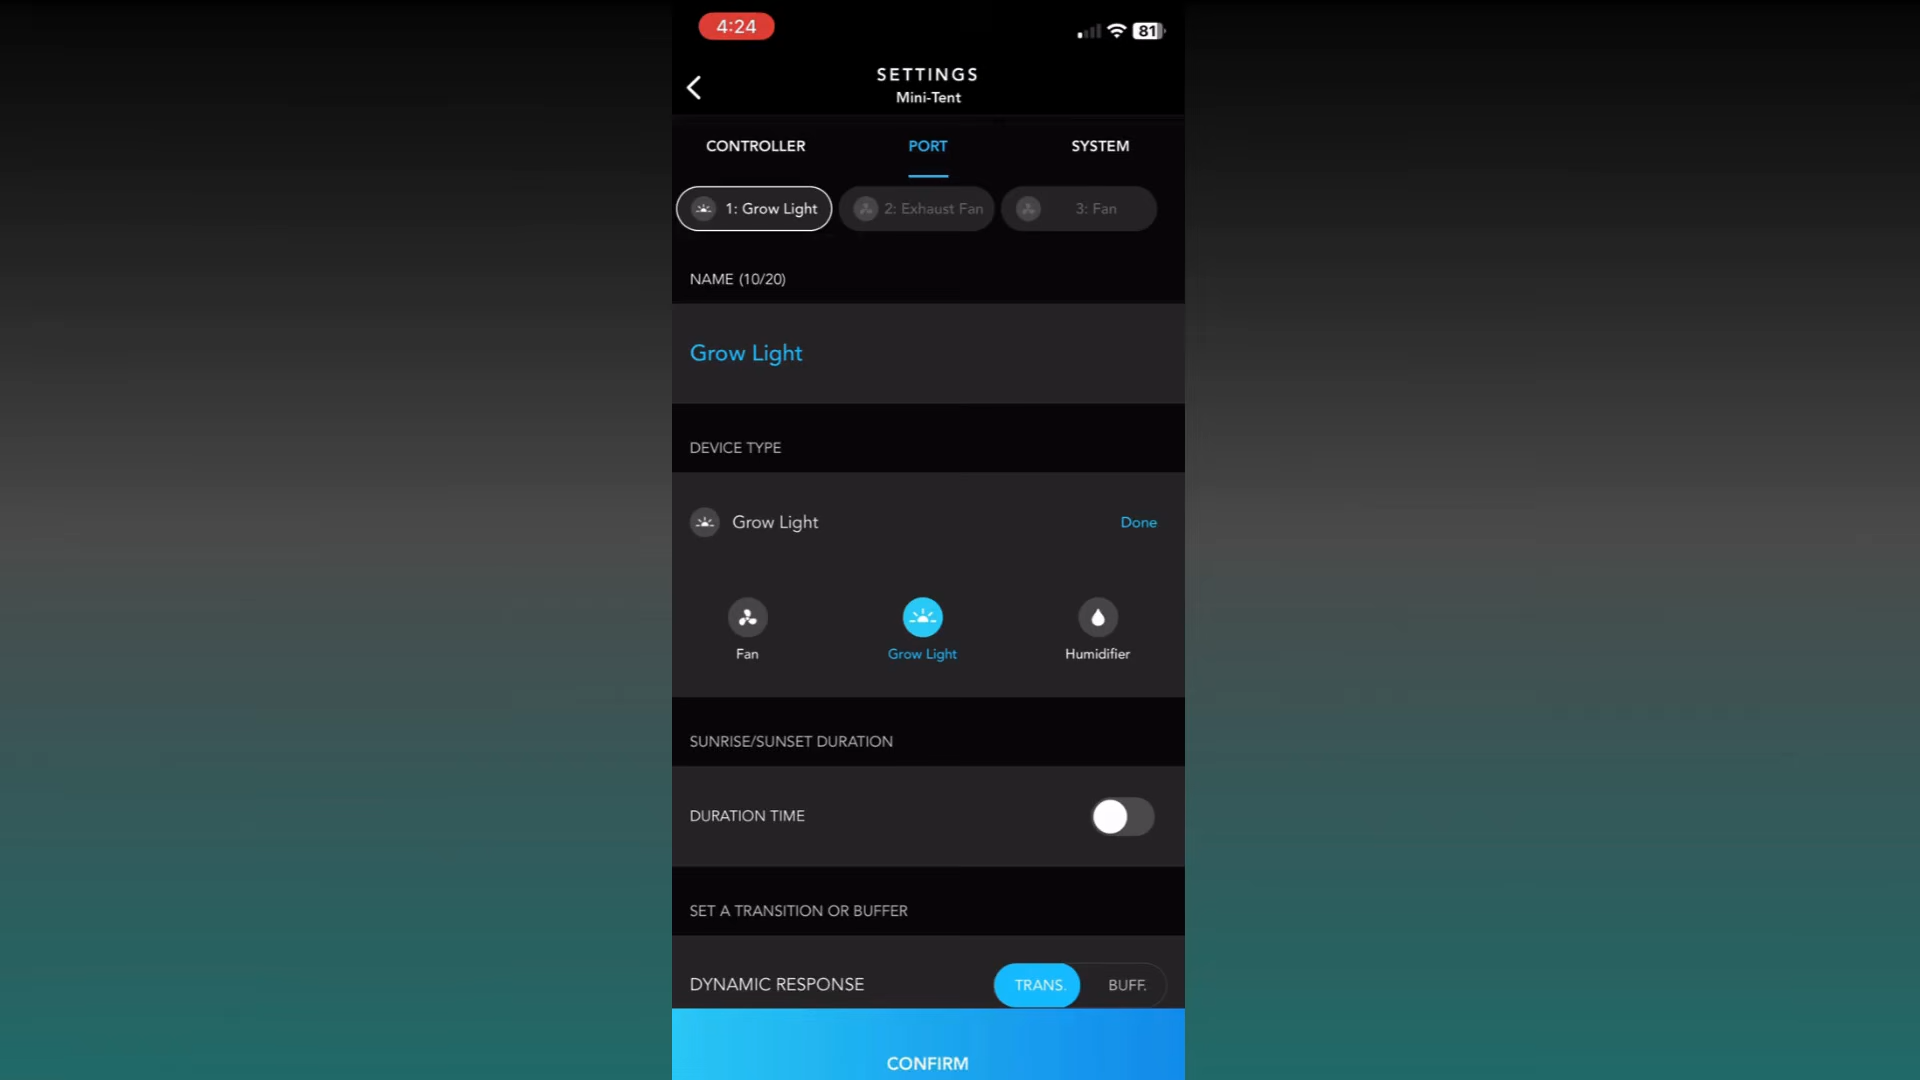 4:24
81
SETTINGS
Mini-Tent
CONTROLLER PORT SYSTEM
1: Grow Light 2: Exhaust Fan 3: Fan
NAME (10/20)
Grow Light
DEVICE TYPE
Grow Light Done
Fan Grow Light Humidifier
SUNRISE/SUNSET DURATION
DURATION TIME
SET A TRANSITION OR BUFFER
DYNAMIC RESPONSE TRANS. BUFF.
CONFIRM